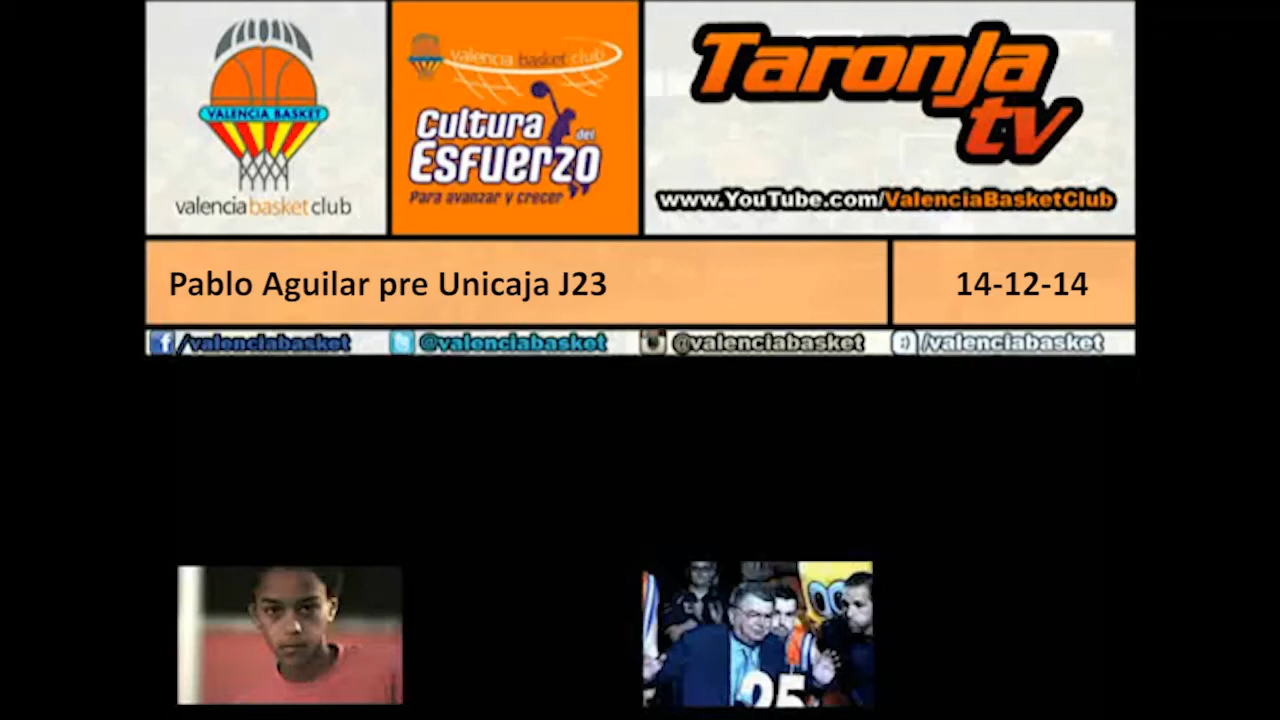 VALENCIA BASKET
valencia basket club
valencia basket club
Cultura del
Esfuerzo
Para avanzar y crecer
Taronja
tv
www.YouTube.com/ValenciaBasketClub
Pablo Aguilar pre Unicaja J23
14-12-14
/valenciabasket
@valenciabasket
@valenciabasket
/valenciabasket
25